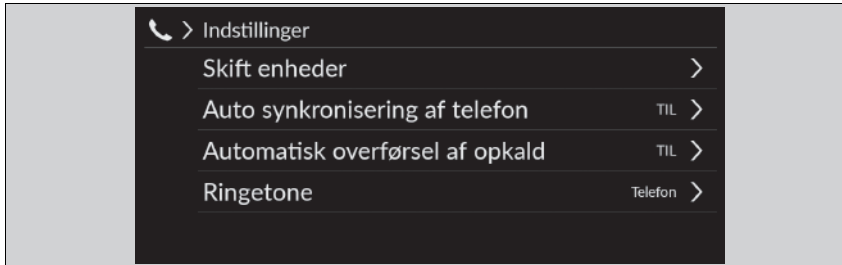 Indstillinger
Skift enheder
Auto synkronisering af telefon TIL
Automatisk overførsel af opkald TIL
Ringetone Telefon